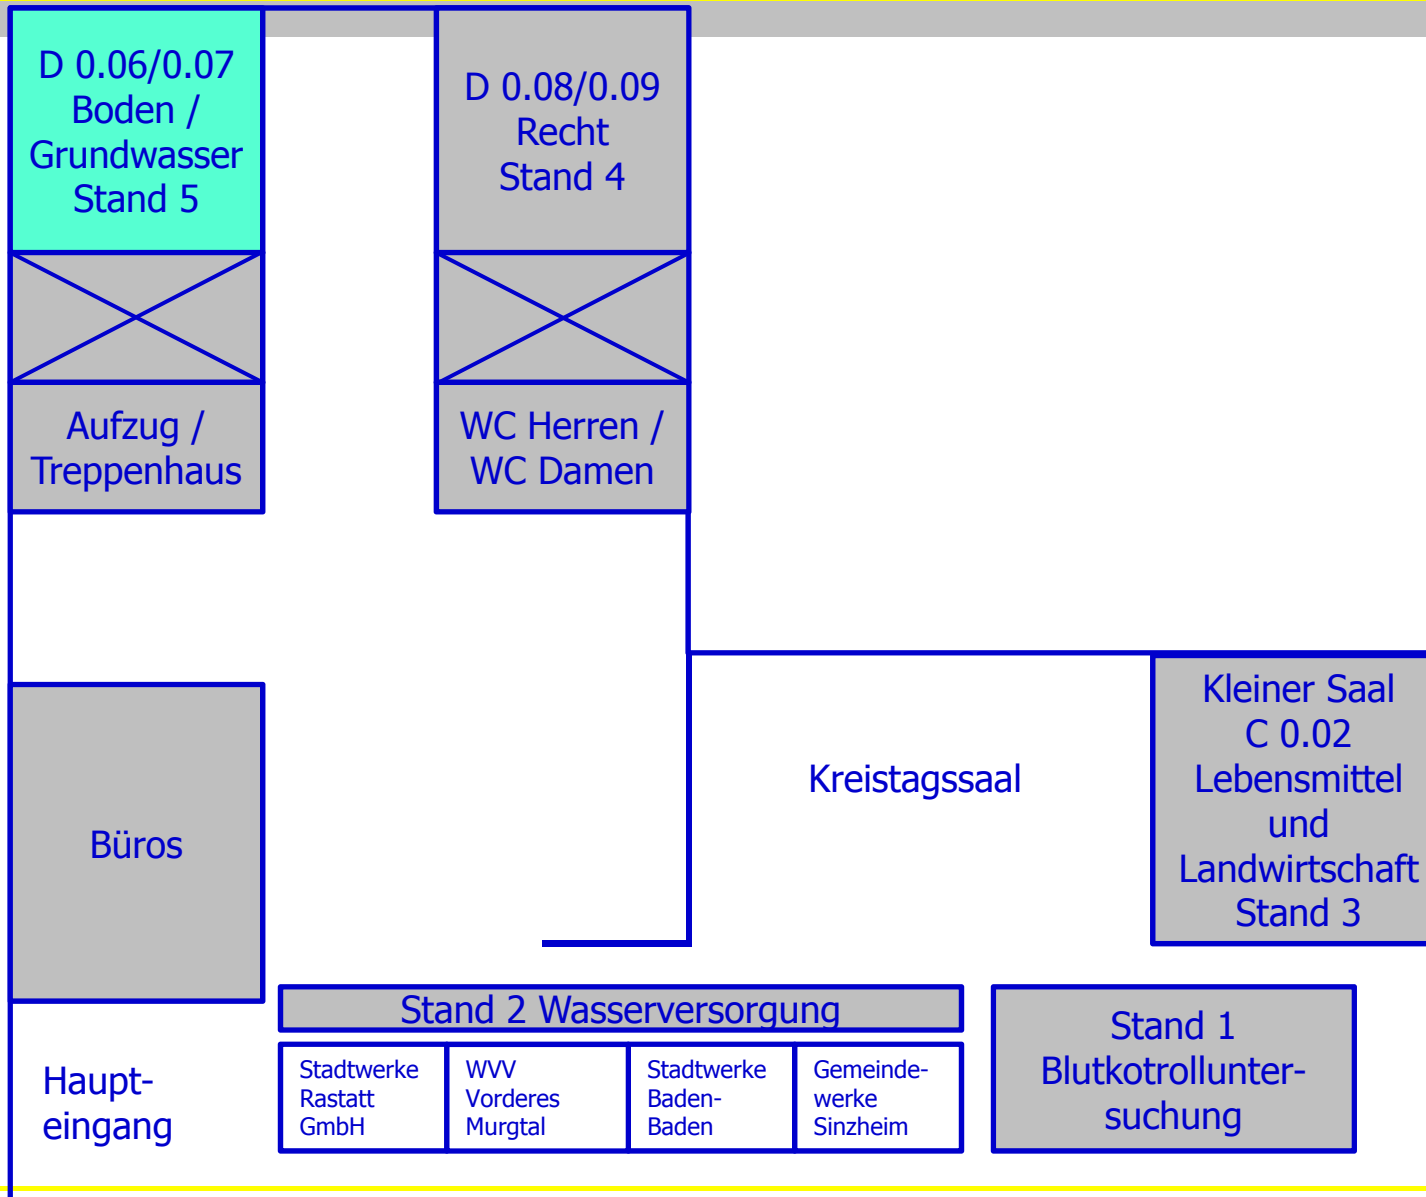 D 0.06/0.07
Boden /
Grundwasser
Stand 5
D 0.08/0.09
Recht
Stand 4
Aufzug /
Treppenhaus
WC Herren /
WC Damen
Büros
Kreistagssaal
Kleiner Saal
C 0.02
Lebensmittel
und
Landwirtschaft
Stand 3
Haupt-
eingang
Stand 2 Wasserversorgung
Stadtwerke
Rastatt
GmbH
WVV
Vorderes
Murgtal
Stadtwerke
Baden-
Baden
Gemeinde-
werke
Sinzheim
Stand 1
Blutkotrollunter-
suchung